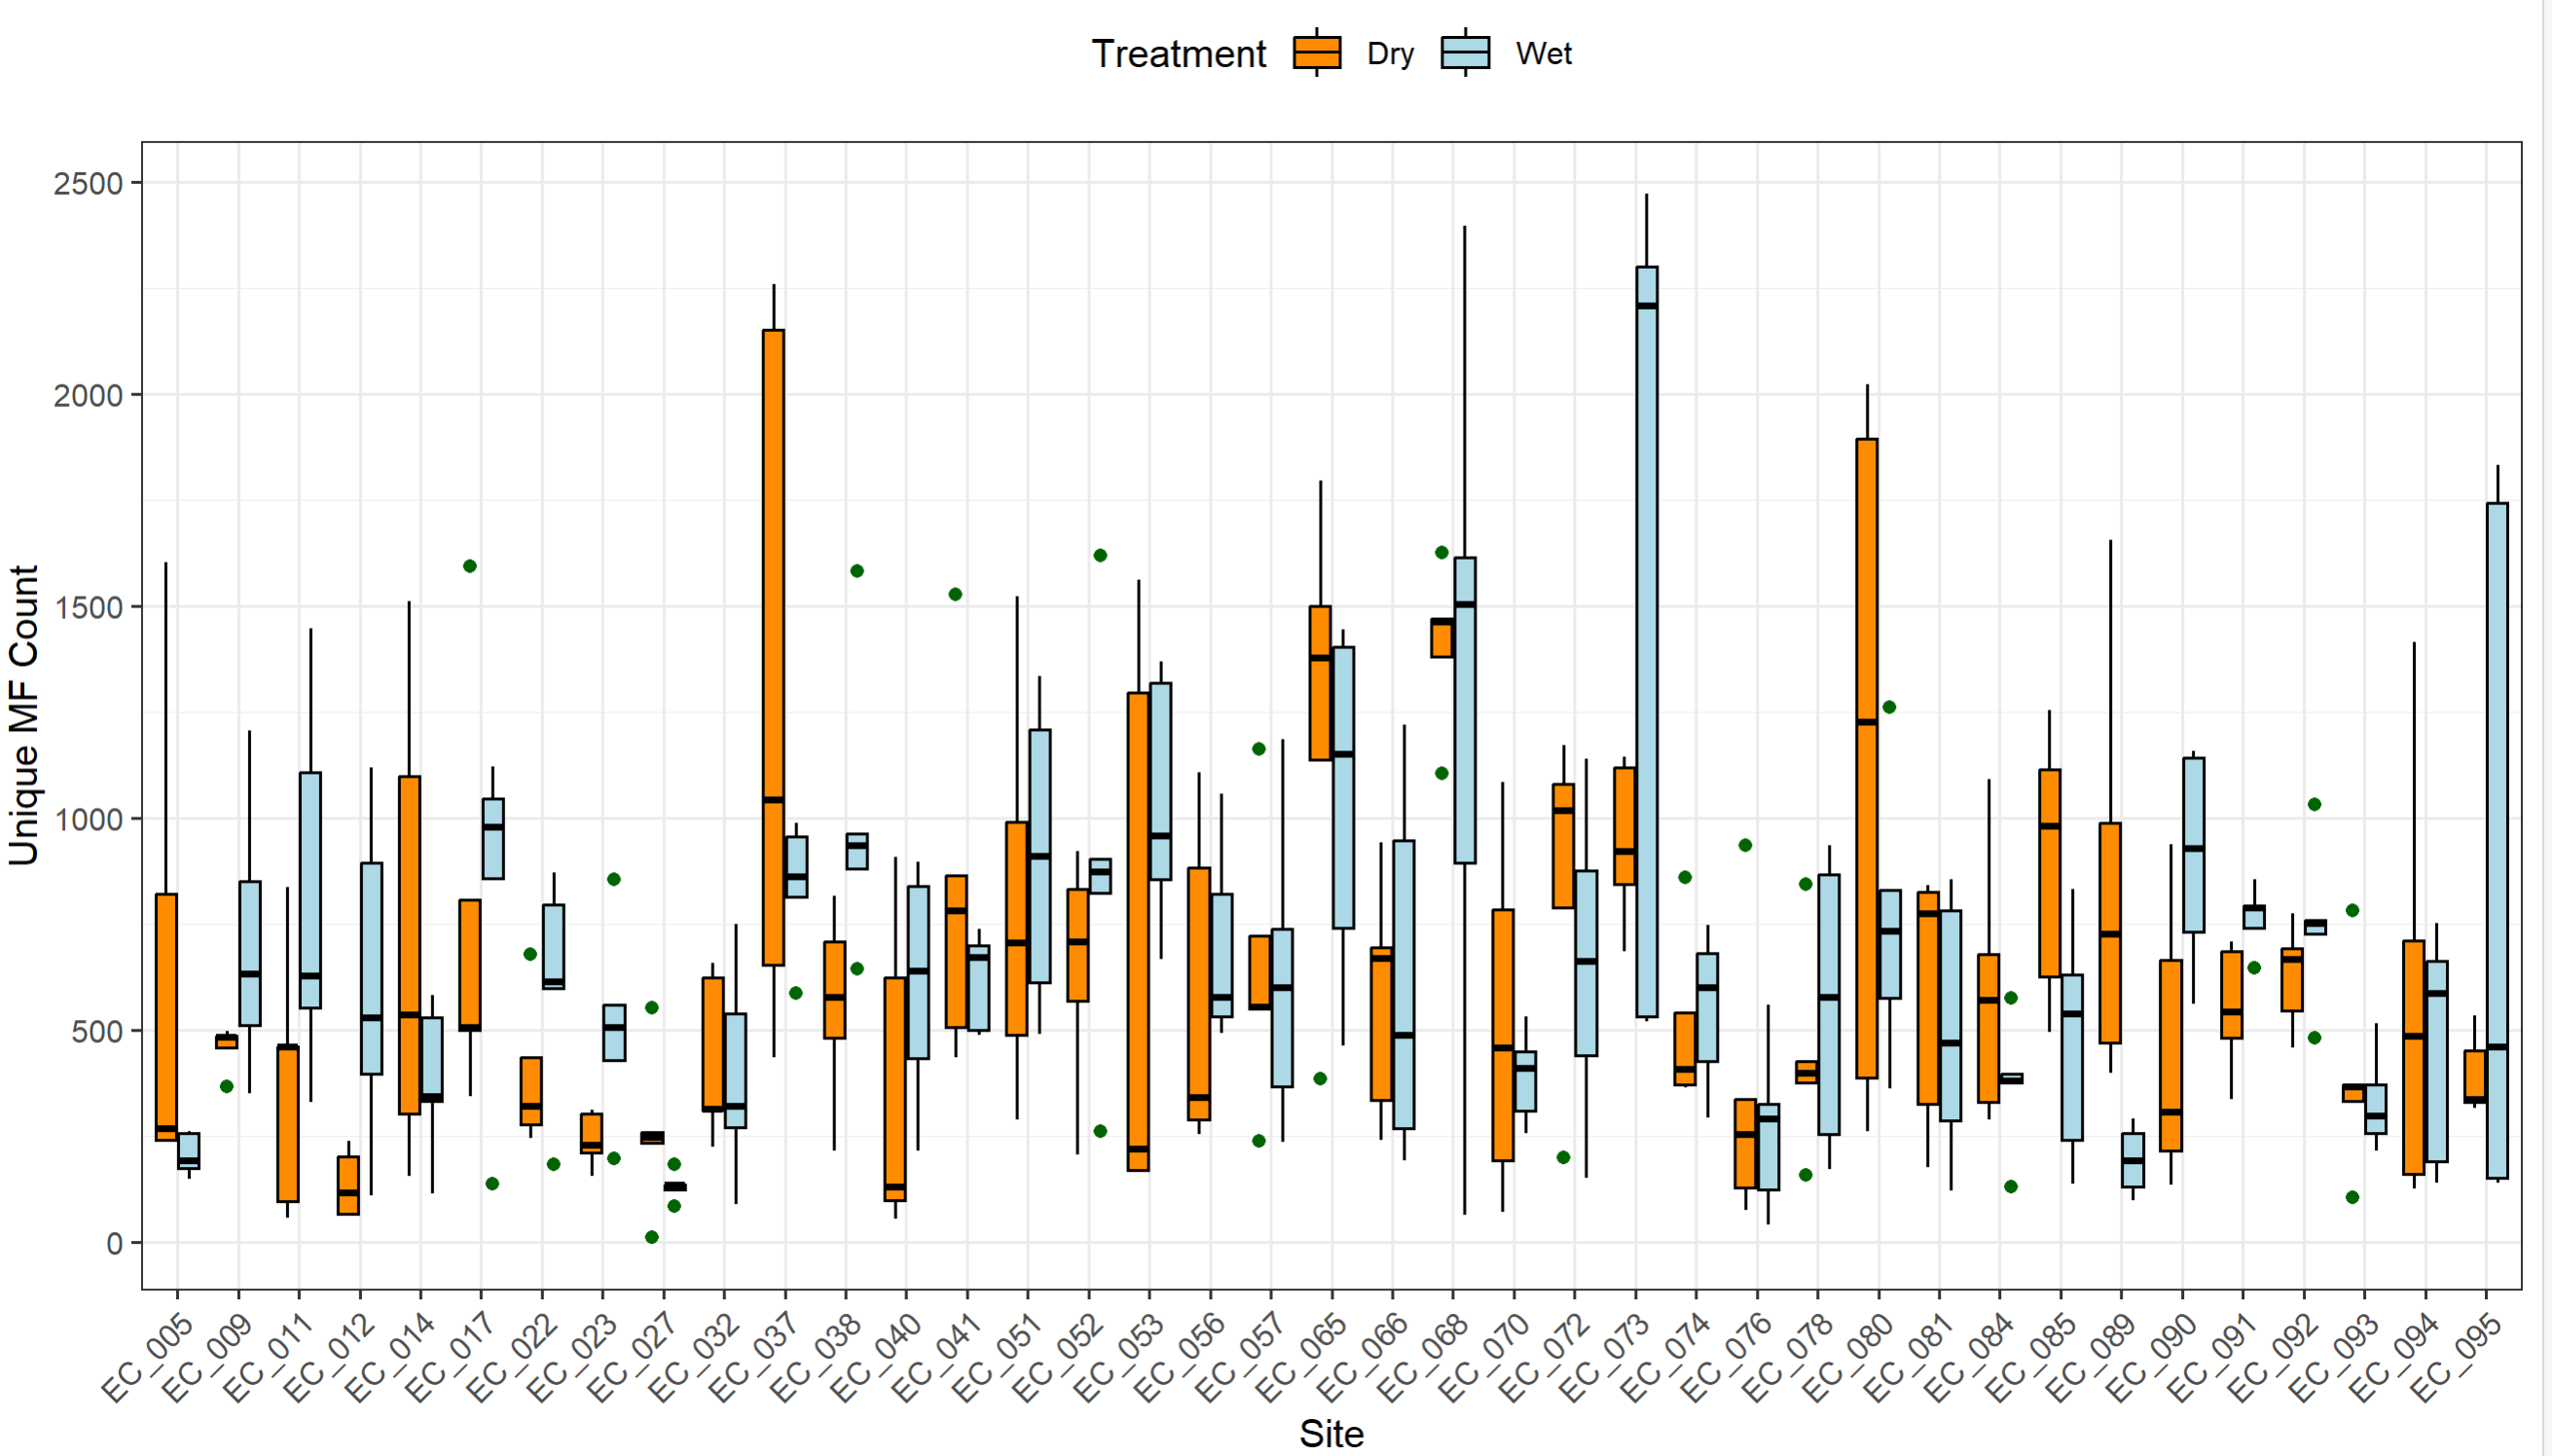 Treatment Dry Wet
2500
2000
1500
1000
500
0
Unique MF Count
EC_005 EC_009 EC_011 EC_012 EC_014 EC_017 EC_022 EC_023 EC_027 EC_032 EC_037 EC_038 EC_040 EC_041 EC_051 EC_052 EC_053 EC_056 EC_057 EC_065 EC_066 EC_068 EC_070 EC_072 EC_073 EC_074 EC_076 EC_078 EC_080 EC_081 EC_084 EC_085 EC_089 EC_090 EC_091 EC_092 EC_093 EC_094 EC_095
Site